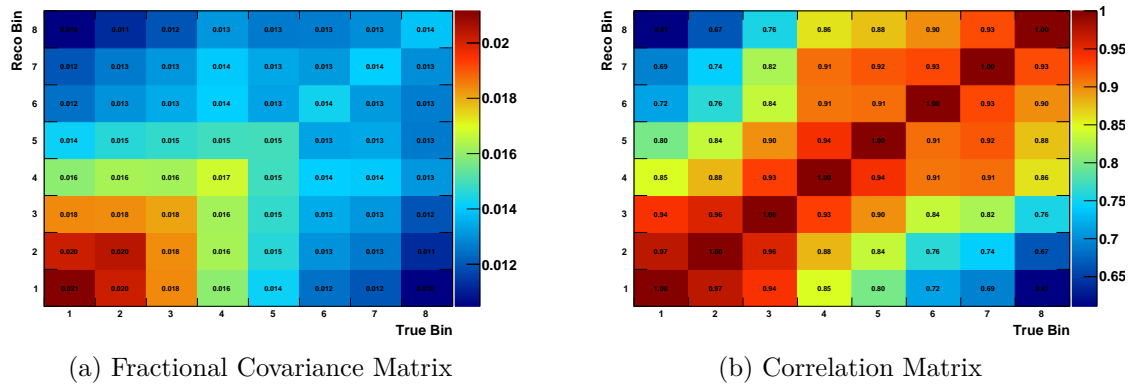 Reco Bin
8 0.011 0.012 0.013 0.013 0.013 0.013 0.014
7 0.012 0.013 0.013 0.014 0.013 0.013 0.014 0.013
6 0.012 0.013 0.013 0.014 0.013 0.014 0.013 0.013
5 0.014 0.015 0.015 0.015 0.015 0.013 0.013 0.013
4 0.016 0.016 0.016 0.017 0.015 0.014 0.014 0.013
3 0.018 0.018 0.018 0.016 0.015 0.013 0.013 0.012
2 0.020 0.020 0.018 0.016 0.015 0.013 0.013 0.011
1 0.021 0.020 0.018 0.016 0.014 0.012 0.012
1 2 3 4 5 6 7 8
True Bin
0.02
0.018
0.016
0.014
0.012
(a) Fractional Covariance Matrix
Reco Bin
8 0.67 0.76 0.86 0.88 0.90 0.93 1.00
7 0.69 0.74 0.82 0.91 0.92 0.93 1.00 0.93
6 0.72 0.76 0.84 0.91 0.91 1.00 0.93 0.90
5 0.80 0.84 0.90 0.94 1.00 0.91 0.92 0.88
4 0.85 0.88 0.93 1.00 0.94 0.91 0.91 0.86
3 0.94 0.96 1.00 0.93 0.90 0.84 0.82 0.76
2 0.97 1.00 0.96 0.88 0.84 0.76 0.74 0.67
1 1.00 0.97 0.94 0.85 0.80 0.72 0.69
1 2 3 4 5 6 7 8
True Bin
1
0.95
0.9
0.85
0.8
0.75
0.7
0.65
(b) Correlation Matrix